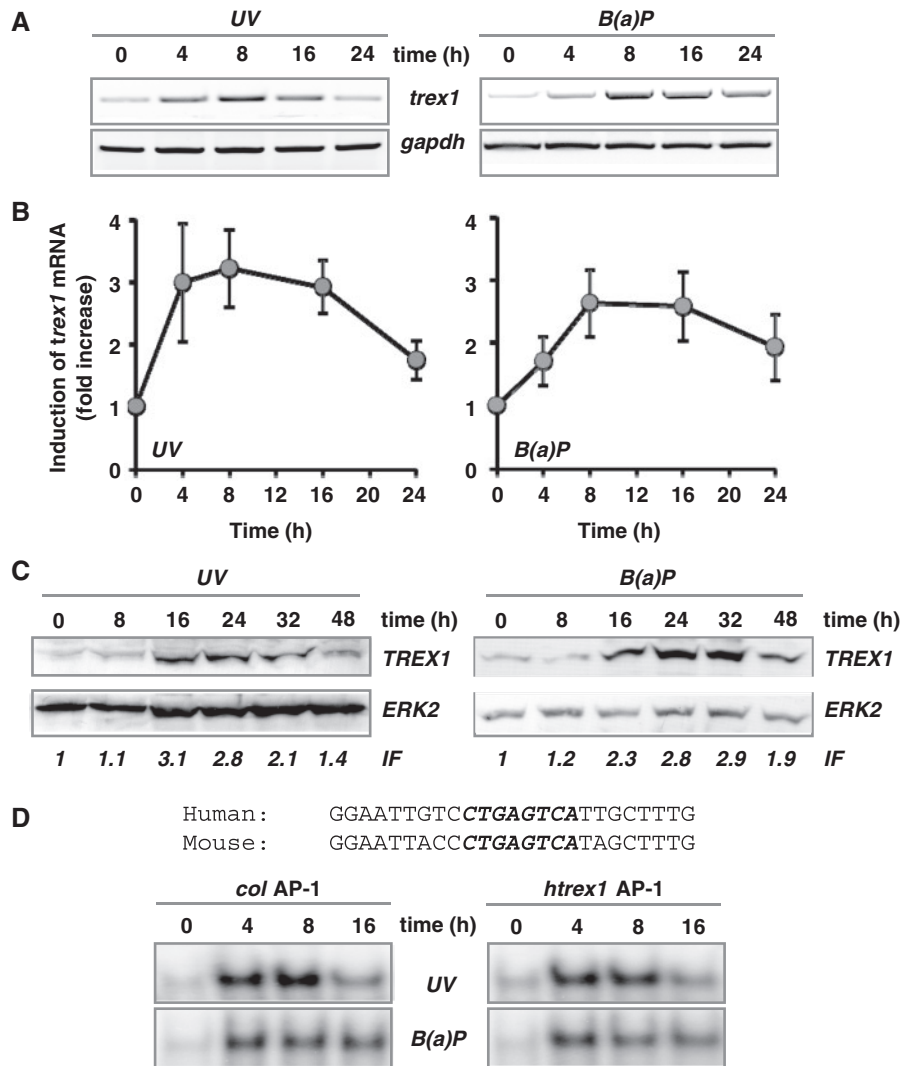 A
UV B(a)P
0 4 8 16 24 time (h) 0 4 8 16 24
trex1
gapdh
B
Induction of trex1 mRNA
(fold increase)
4
3
2
1
0
UV
0 4 8 12 16 20 24
Time (h)
4
3
2
1
0
B(a)P
0 4 8 12 16 20 24
Time (h)
C
UV B(a)P
0 8 16 24 32 48 time (h) 0 8 16 24 32 48 time (h)
TREX1 TREX1
ERK2 ERK2
1 1.1 3.1 2.8 2.1 1.4 IF 1 1.2 2.3 2.8 2.9 1.9 IF
D
Human: GGAATTGTCCTGAGTCATTGCTTTG
Mouse: GGAATTACCCTGAGTCATAGCTTTG
col AP-1 htrex1 AP-1
0 4 8 16 time (h) 0 4 8 16
UV
B(a)P